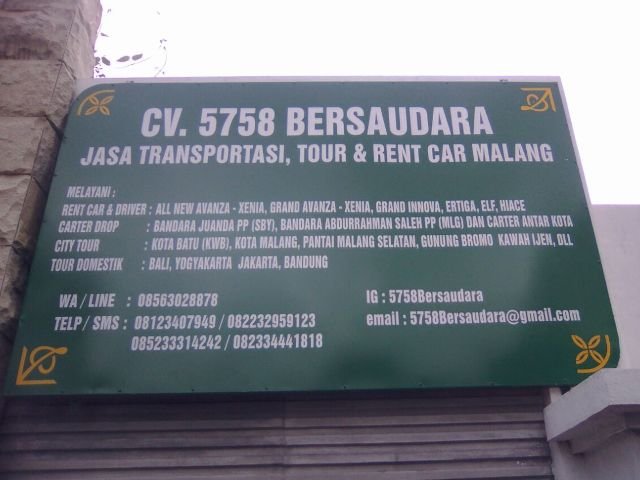 CV. 5758 BERSAUDARA
JASA TRANSPORTASI, TOUR & RENT CAR MALANG
MELAYANI :
RENT CAR & DRIVER : ALL NEW AVANZA - XENIA, GRAND AVANZA - XENIA, GRAND INNOVA, ERTIGA, ELF, HIACE
CARTER DROP : BANDARA JUANDA PP (SBY), BANDARA ABDURRAHMAN SALEH PP (MLG) DAN CARTER ANTAR KOTA
CITY TOUR : KOTA BATU (KWB), KOTA MALANG, PANTAI MALANG SELATAN, GUNUNG BROMO KAWAH IJEN, DLL
TOUR DOMESTIK : BALI, YOGYAKARTA JAKARTA, BANDUNG
WA / LINE : 08563028878
IG : 5758Bersaudara
TELP / SMS : 08123407949 / 082232959123
email : 5758Bersaudara@gmail.com
085233314242 / 082334441818